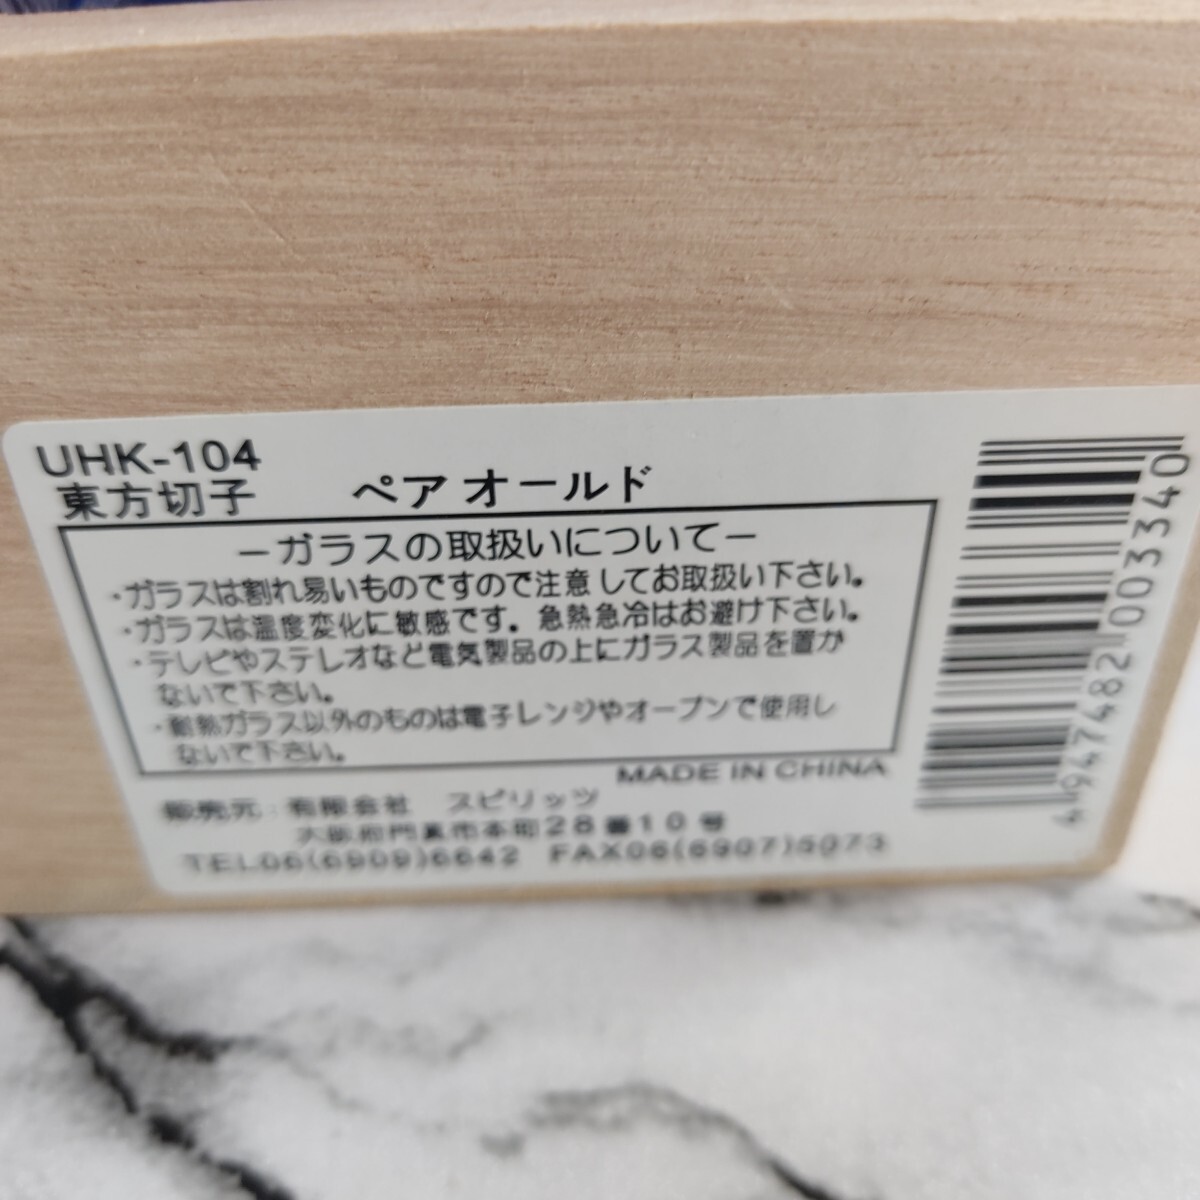 UHK-104
東方切子 ペア オールド
－ガラスの取扱いについて－
・ガラスは割れ易いものですので注意 してお取扱い下さい。
・ガラスは温度変化に敏感です。急熱急冷はお避け下さい。
・テレビやステレオなど電気製品の上にガラス製品を置か
ないで下さい。
・耐熱ガラス以外のものは電子レンジやオーブンで使用し
ないで下さい。
MADE IN CHINA
販売元：有限会社 スピリッツ
大阪府門真市本町28番10号
TEL06(6909)6642 FAX06(6907)5073
4947482003340